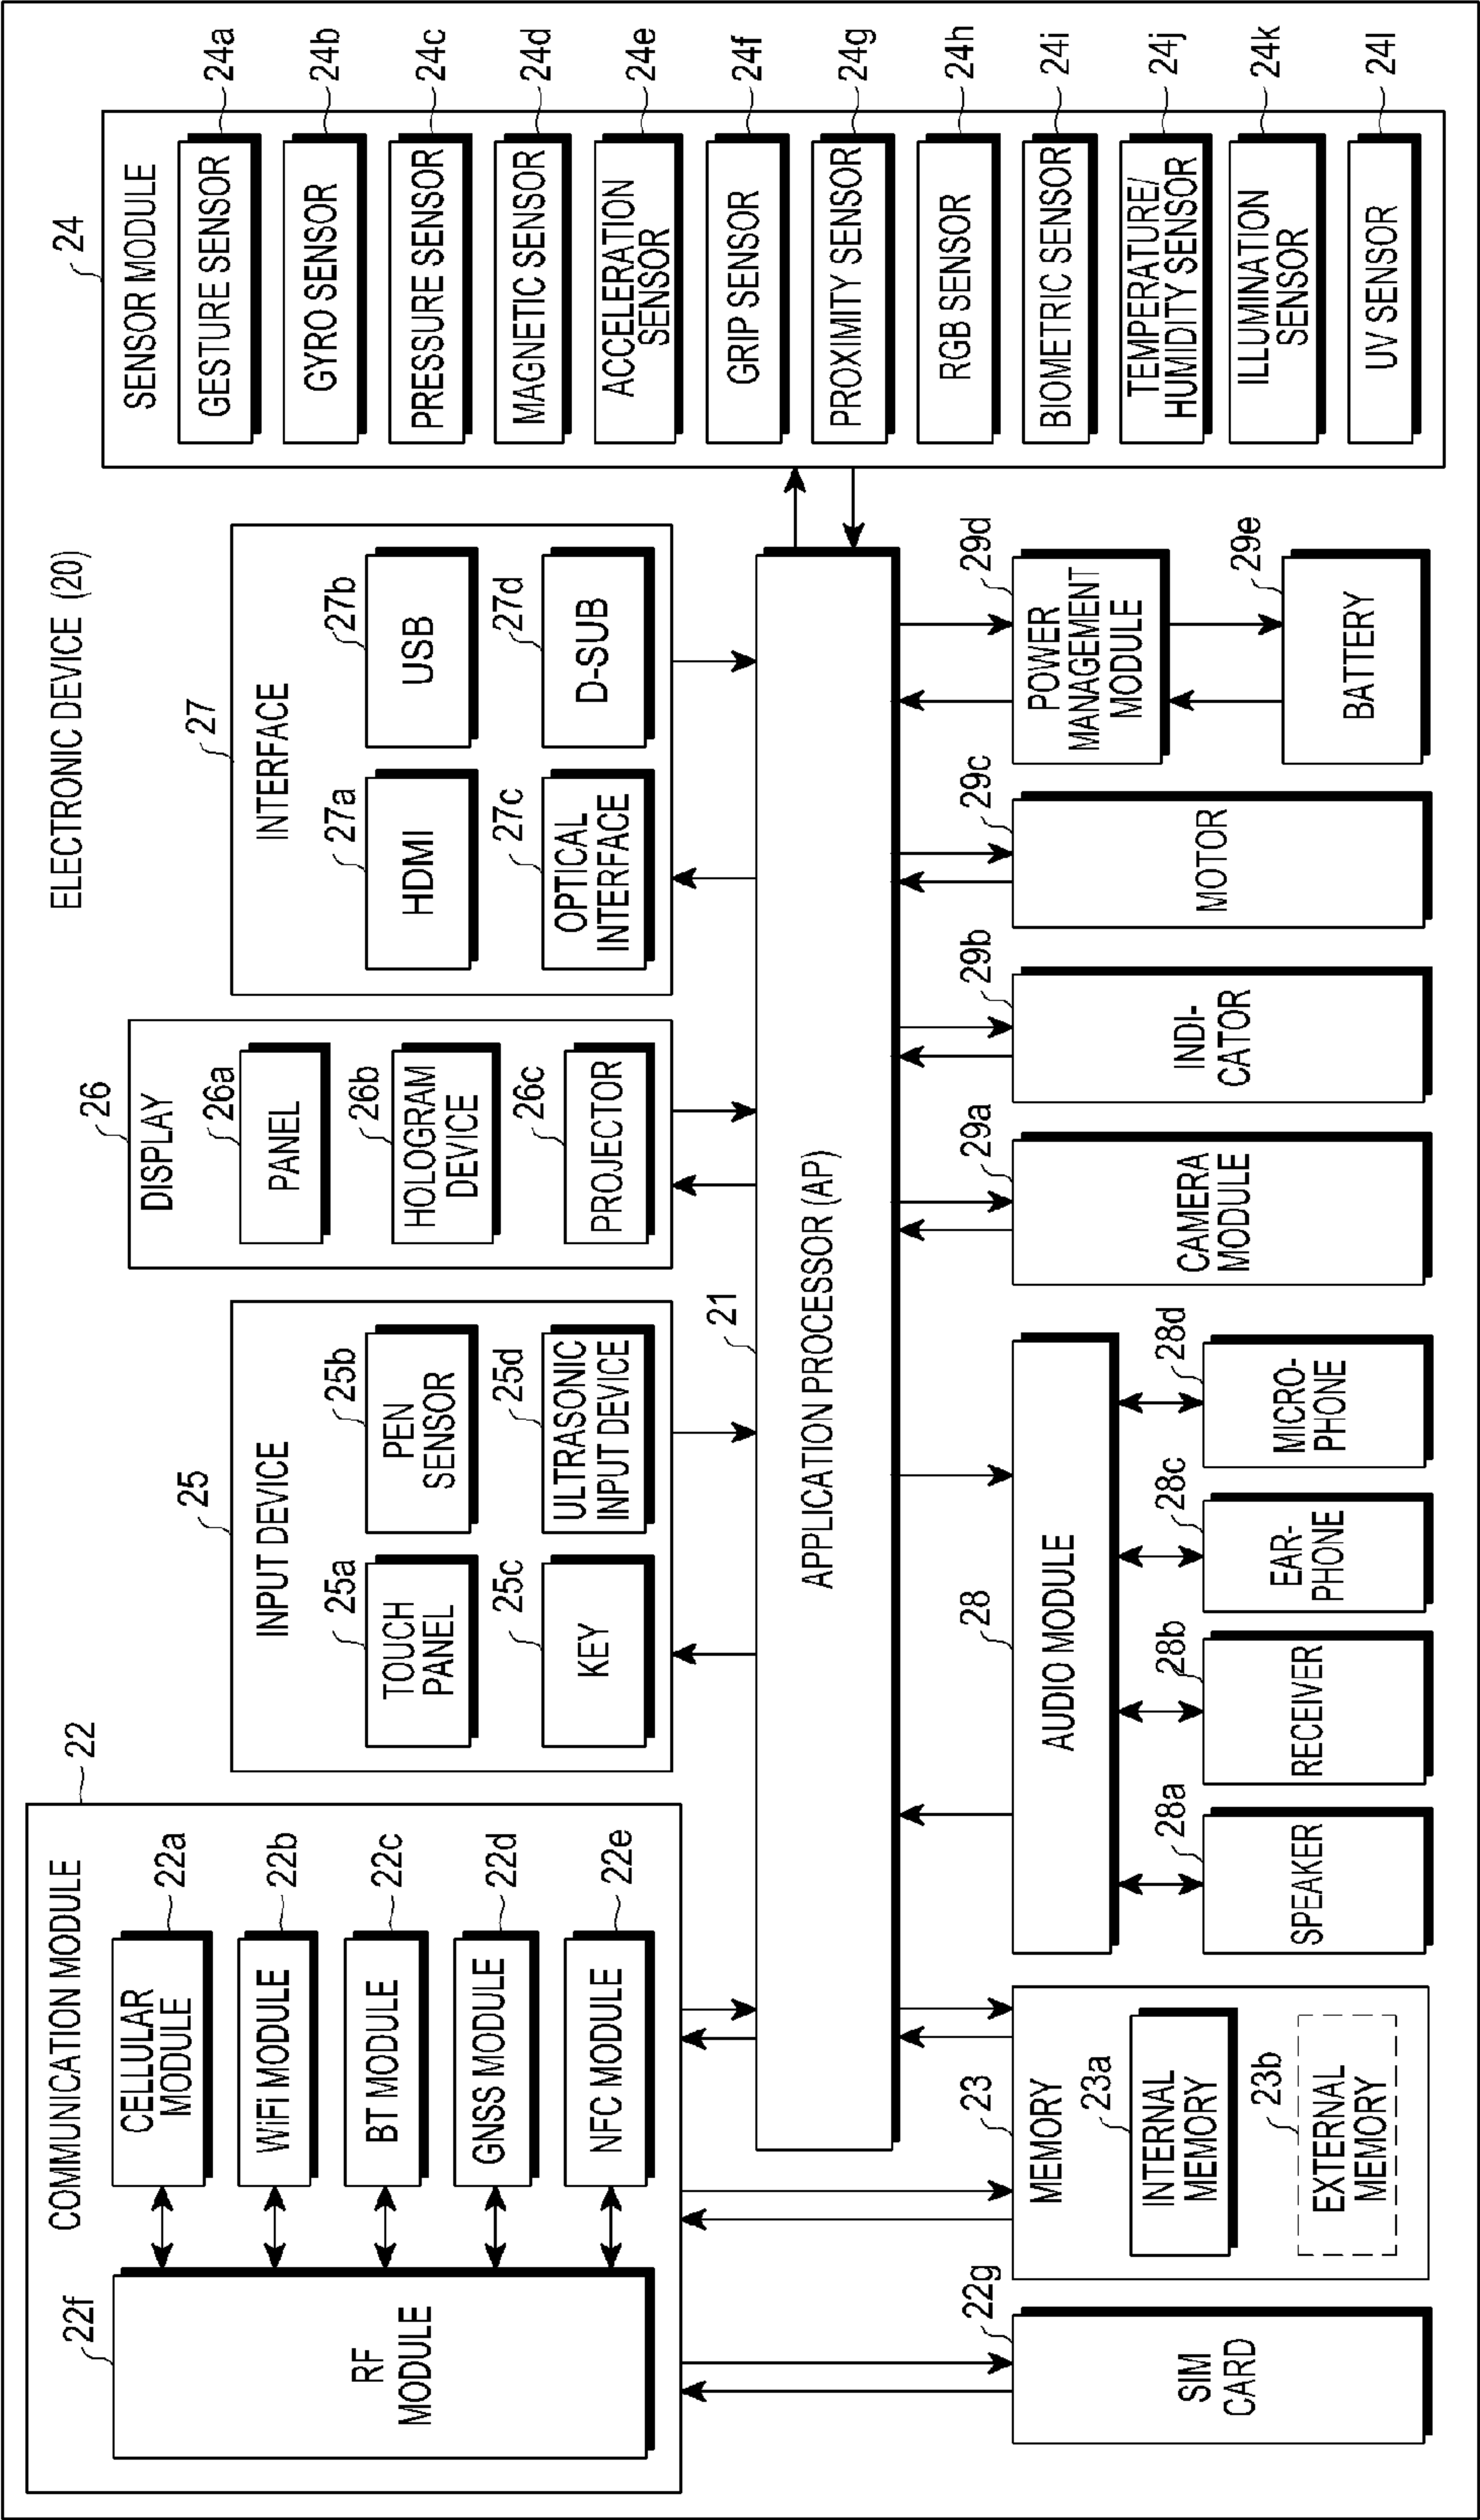 ELECTRONIC DEVICE (20)
22
COMMUNICATION MODULE
22f
RF
MODULE
CELLULAR
MODULE
22a
WiFi MODULE
22b
BT MODULE
22c
GNSS MODULE
22d
NFC MODULE
22e
25
INPUT DEVICE
25a
TOUCH
PANEL
25b
PEN
SENSOR
25c
KEY
25d
ULTRASONIC
INPUT DEVICE
26
DISPLAY
26a
PANEL
26b
HOLOGRAM
DEVICE
26c
PROJECTOR
27
INTERFACE
27a
HDMI
27b
USB
27c
OPTICAL
INTERFACE
27d
D-SUB
24
SENSOR MODULE
GESTURE SENSOR
24a
GYRO SENSOR
24b
PRESSURE SENSOR
24c
MAGNETIC SENSOR
24d
ACCELERATION
SENSOR
24e
GRIP SENSOR
24f
PROXIMITY SENSOR
24g
RGB SENSOR
24h
BIOMETRIC SENSOR
24i
TEMPERATURE/
HUMIDITY SENSOR
24j
ILLUMINATION
SENSOR
24k
UV SENSOR
24l
21
APPLICATION PROCESSOR (AP)
22g
SIM
CARD
23
MEMORY
23a
INTERNAL
MEMORY
23b
EXTERNAL
MEMORY
28
AUDIO MODULE
28a
SPEAKER
28b
RECEIVER
28c
EAR-
PHONE
28d
MICRO-
PHONE
29a
CAMERA
MODULE
29b
INDI-
CATOR
29c
MOTOR
29d
POWER
MANAGEMENT
MODULE
29e
BATTERY